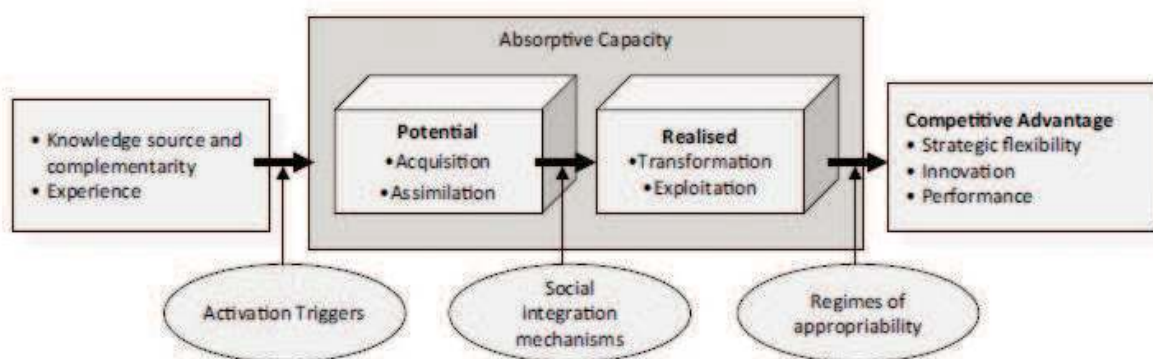 Absorptive Capacity
• Knowledge source and
complementarity
• Experience
Potential
•Acquisition
•Assimilation
Realised
•Transformation
•Exploitation
Competitive Advantage
• Strategic flexibility
• Innovation
• Performance
Activation Triggers
Social
Integration
mechanisms
Regimes of
appropriability